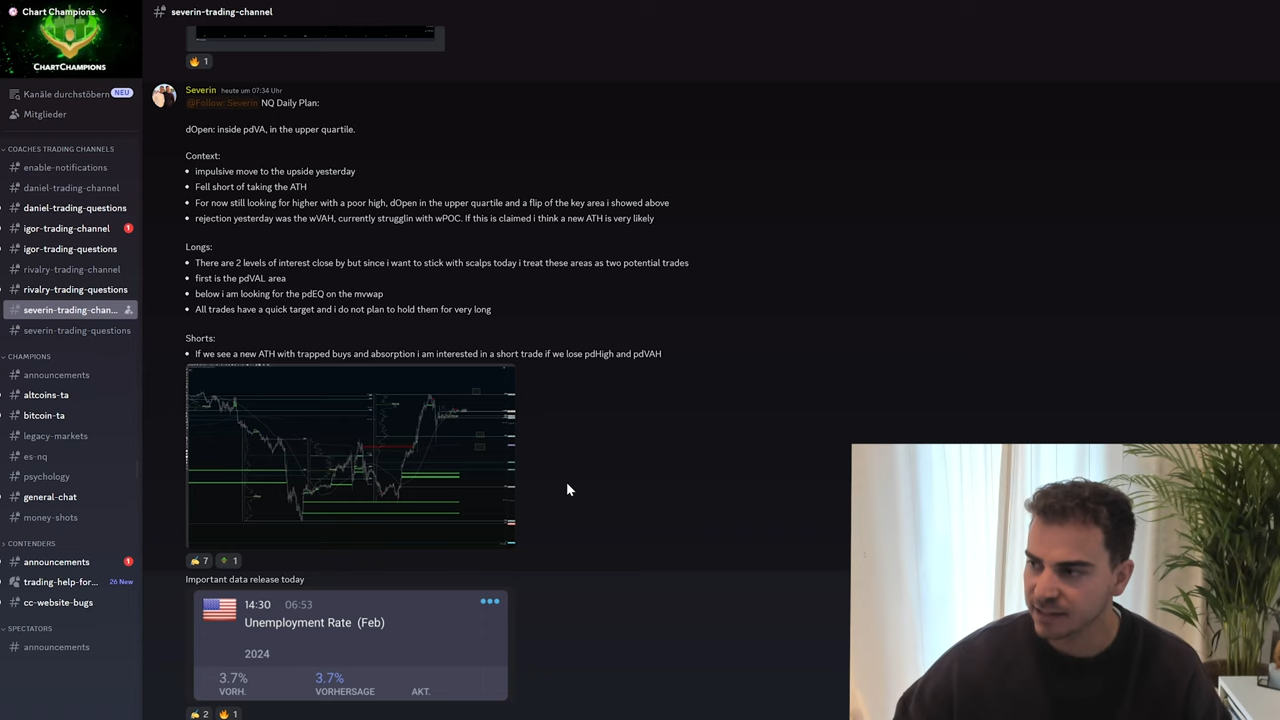 Chart Champions
severin-trading-channel
CHARTCHAMPIONS
🔥 1
Kanäle durchstöbern
NEU
Mitglieder
COACHES TRADING CHANNELS
enable-notifications
daniel-trading-channel
daniel-trading-questions
igor-trading-channel
1
igor-trading-questions
rivalry-trading-channel
rivalry-trading-questions
severin-trading-chan...
severin-trading-questions
CHAMPIONS
announcements
altcoins-ta
bitcoin-ta
legacy-markets
es-nq
psychology
general-chat
money-shots
CONTENDERS
announcements
1
trading-help-for...
26 New
cc-website-bugs
SPECTATORS
announcements
Severin heute um 07:34 Uhr
@Follow: Severin NQ Daily Plan:
dOpen: inside pdVA, in the upper quartile.
Context:
• impulsive move to the upside yesterday
• Fell short of taking the ATH
• For now still looking for higher with a poor high, dOpen in the upper quartile and a flip of the key area i showed above
• rejection yesterday was the wVAH, currently strugglin with wPOC. If this is claimed i think a new ATH is very likely
Longs:
• There are 2 levels of interest close by but since i want to stick with scalps today i treat these areas as two potential trades
• first is the pdVAL area
• below i am looking for the pdEQ on the mvwap
• All trades have a quick target and i do not plan to hold them for very long
Shorts:
• If we see a new ATH with trapped buys and absorption i am interested in a short trade if we lose pdHigh and pdVAH
7
1
Important data release today
14:30 06:53
Unemployment Rate (Feb)
2024
3.7% 3.7%
VORH. VORHERSAGE AKT.
2
🔥 1